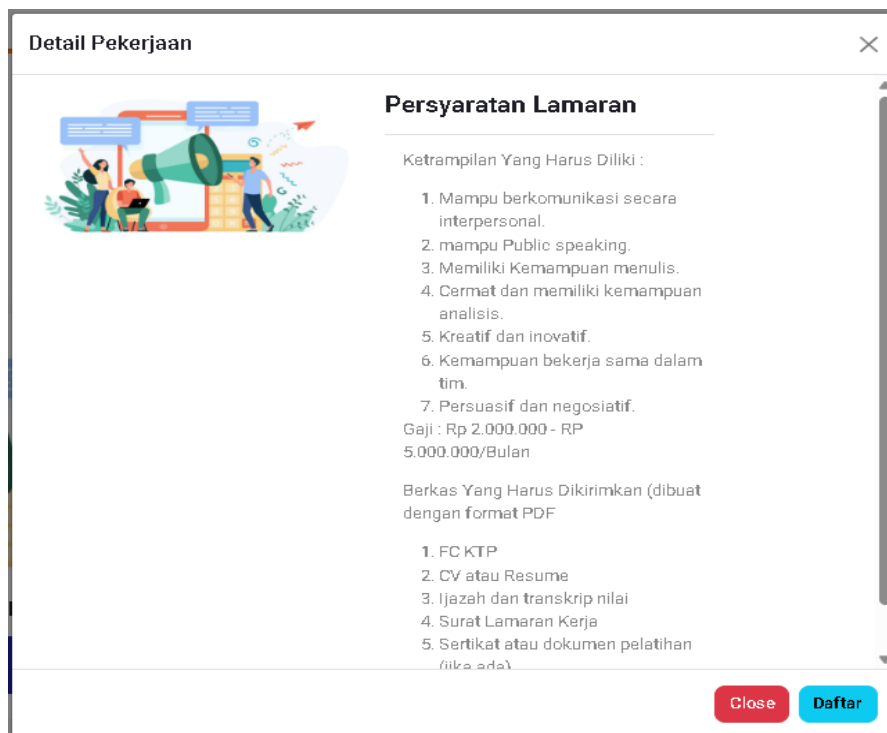 Detail Pekerjaan
Persyaratan Lamaran
Ketrampilan Yang Harus Diliki :
1. Mampu berkomunikasi secara
interpersonal.
2. mampu Public speaking.
3. Memiliki Kemampuan menulis.
4. Cermat dan memiliki kemampuan
analisis.
5. Kreatif dan inovatif.
6. Kemampuan bekerja sama dalam
tim.
7. Persuasif dan negosiatif.
Gaji : Rp 2.000.000 - RP
5.000.000/Bulan
Berkas Yang Harus Dikirimkan (dibuat
dengan format PDF
1. FC KTP
2. CV atau Resume
3. Ijazah dan transkrip nilai
4. Surat Lamaran Kerja
5. Sertikat atau dokumen pelatihan
(jika ada)
Close
Daftar